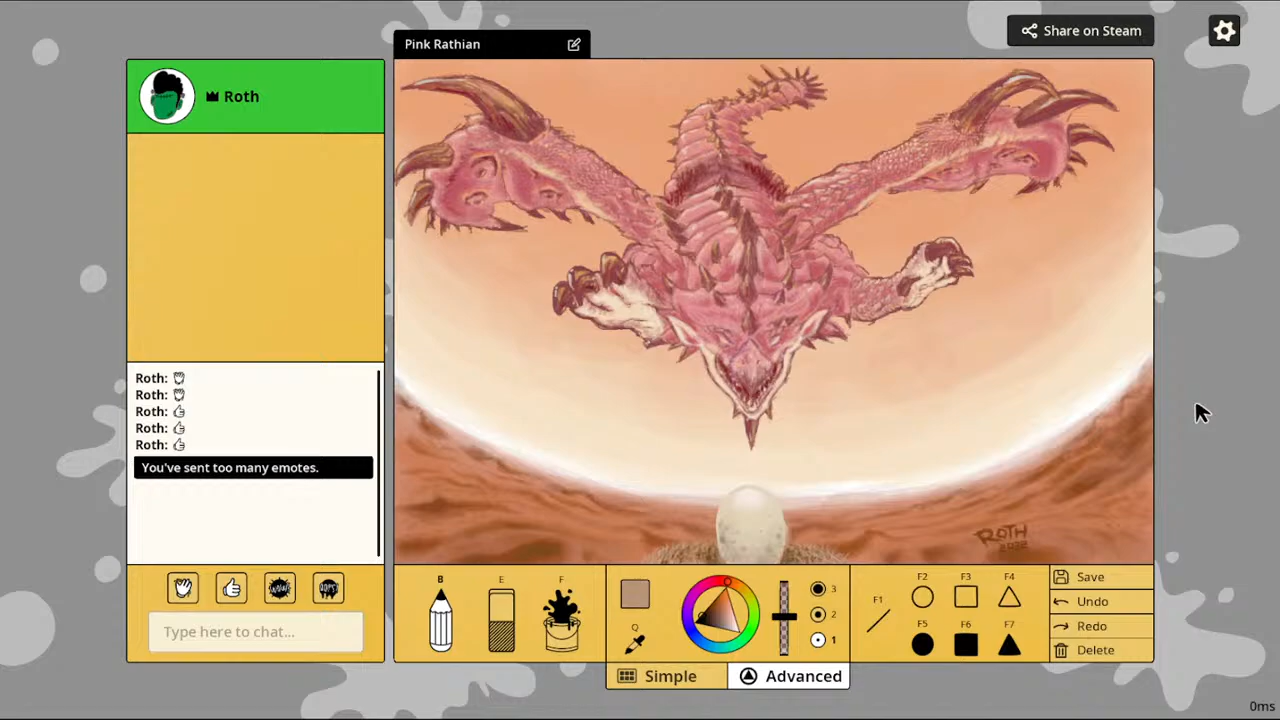 Share on Steam
Pink Rathian
Roth
Roth:
Roth:
Roth:
Roth:
Roth:
You've sent too many emotes.
Type here to chat...
B
E
F
Q
3
2
1
F1
F2
F3
F4
F5
F6
F7
Save
Undo
Redo
Delete
Simple
Advanced
ROTH
2022
0ms